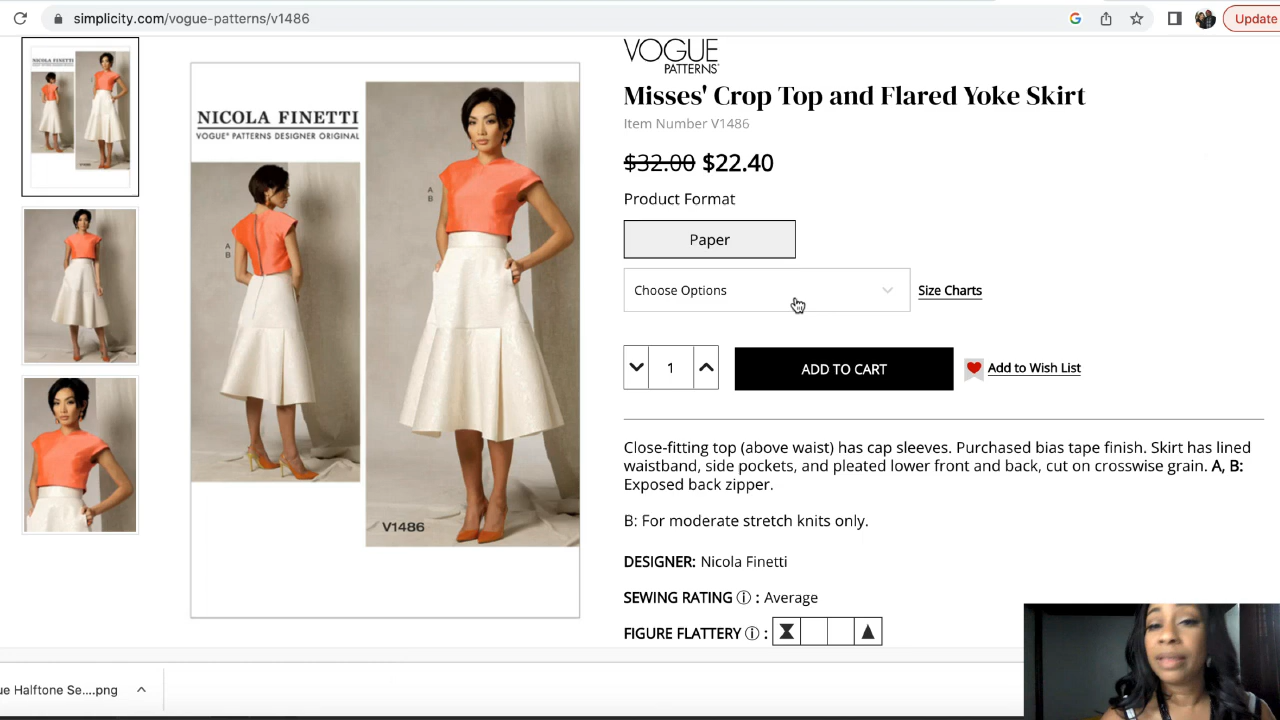 simplicity.com/vogue-patterns/v1486
Update
NICOLA FINETTI
VOGUE® PATTERNS DESIGNER ORIGINAL
A
B
A
B
V1486
VOGUE
PATTERNS®
Misses' Crop Top and Flared Yoke Skirt
Item Number V1486
$32.00 $22.40
Product Format
Paper
Choose Options
Size Charts
1
ADD TO CART
Add to Wish List
Close-fitting top (above waist) has cap sleeves. Purchased bias tape finish. Skirt has lined
waistband, side pockets, and pleated lower front and back, cut on crosswise grain. A, B:
Exposed back zipper.
B: For moderate stretch knits only.
DESIGNER: Nicola Finetti
SEWING RATING ⓘ : Average
FIGURE FLATTERY ⓘ :
ue Halftone Se....png